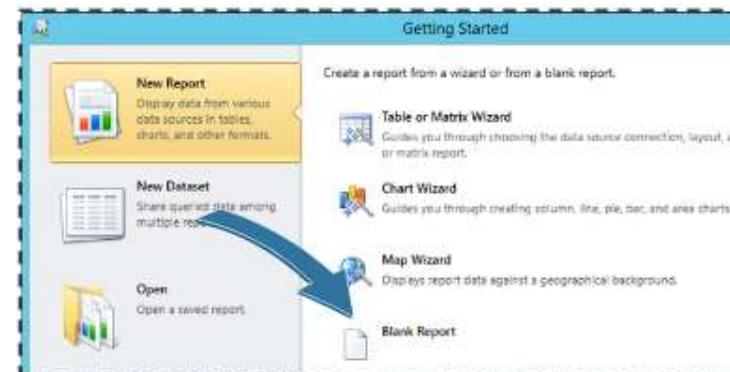 Getting Started
New Report
Display data from various
data sources in tables,
charts, and other formats.
New Dataset
Share queried data among
multiple
Open
Open a saved report.
Create a report from a wizard or from a blank report.
Table or Matrix Wizard
Guides you through choosing the data source connection, layout,
or matrix report.
Chart Wizard
Guides you through creating column, line, pie, bar, and area charts
Map Wizard
Displays report data against a geographical background.
Blank Report